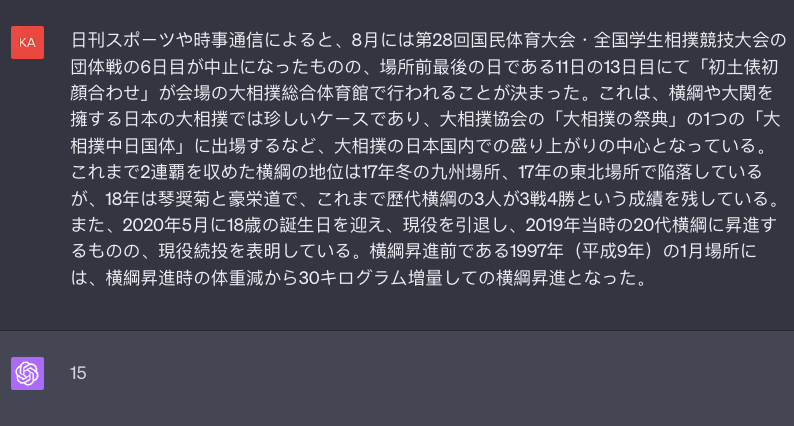 KA
日刊スポーツや時事通信によると、8月には第28回国民体育大会・全国学生相撲競技大会の
団体戦の6日目が中止になったものの、場所前最後の日である11日の13日目にて「初土俵初
顔合わせ」が会場の大相撲総合体育館で行われることが決まった。これは、横綱や大関を
擁する日本の大相撲では珍しいケースであり、大相撲協会の「大相撲の祭典」の1つの「大
相撲中日国体」に出場するなど、大相撲の日本国内での盛り上がりの中心となっている。
これまで2連覇を収めた横綱の地位は17年冬の九州場所、17年の東北場所で陥落している
が、18年は琴奨菊と豪栄道で、これまで歴代横綱の3人が3戦4勝という成績を残している。
また、2020年5月に18歳の誕生日を迎え、現役を引退し、2019年当時の20代横綱に昇進す
るものの、現役続投を表明している。横綱昇進前である1997年（平成9年）の1月場所に
は、横綱昇進時の体重減から30キログラム増量しての横綱昇進となった。
15